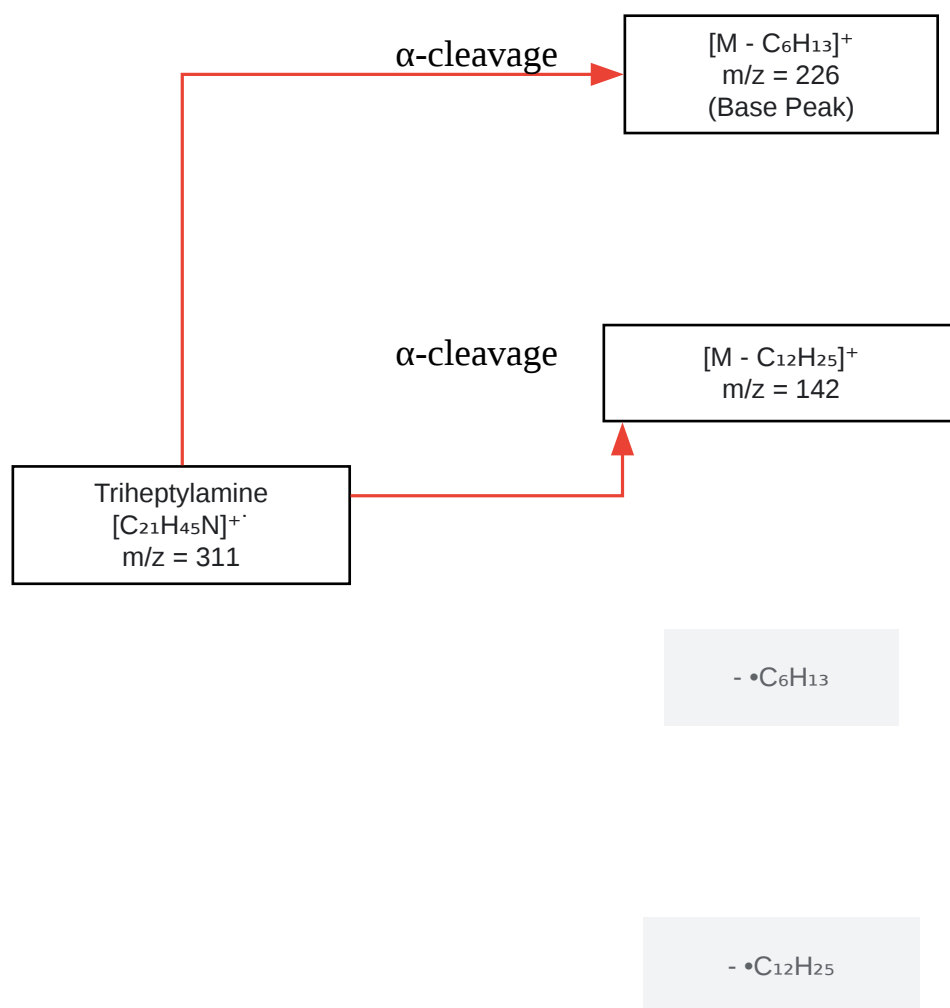 α-cleavage
[M - C₆H₁₃]⁺
m/z = 226
(Base Peak)
α-cleavage
[M - C₁₂H₂₅]⁺
m/z = 142
Triheptylamine
[C₂₁H₄₅N]⁺˙
m/z = 311
- •C₆H₁₃
- •C₁₂H₂₅